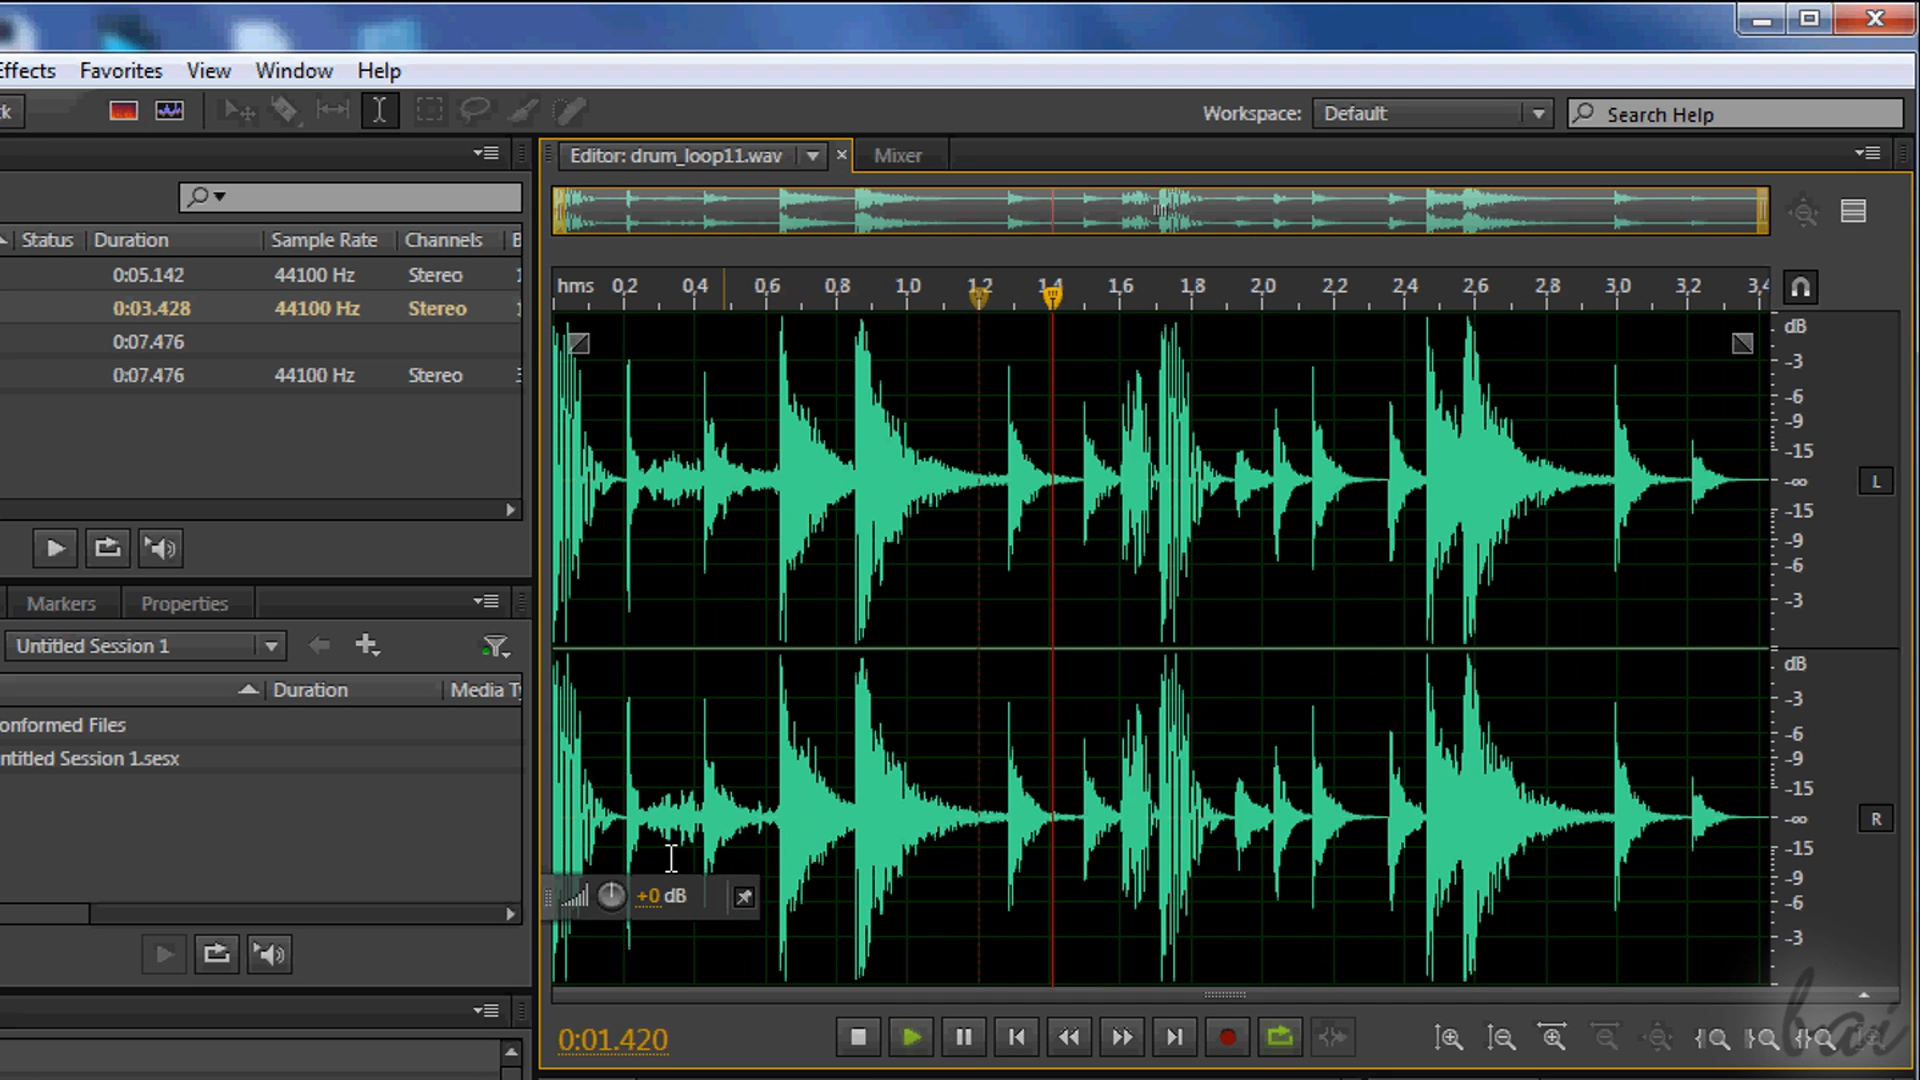 Effects Favorites View Window Help
Workspace: Default Search Help
Editor: drum_loop11.wav Mixer
Status Duration Sample Rate Channels
0:05.142 44100 Hz Stereo
0:03.428 44100 Hz Stereo
0:07.476
0:07.476 44100 Hz Stereo
hms 0,2 0,4 0,6 0,8 1,0 1,2 1,4 1,6 1,8 2,0 2,2 2,4 2,6 2,8 3,0 3,2 3,4
dB
-3
-6
-9
-15
-∞
L
-15
-9
-6
-3
Markers Properties
Untitled Session 1
Duration Media Ty
onformed Files
ntitled Session 1.sesx
dB
-3
-6
-9
-15
-∞
R
-15
-9
-6
-3
+0 dB
0:01.420